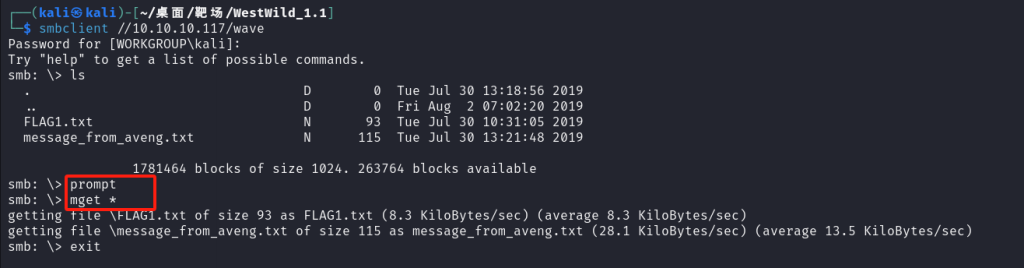 ┌──(kali㉿kali)-[~/桌面/靶场/WestWild_1.1]
└─$ smbclient //10.10.10.117/wave
Password for [WORKGROUP\kali]:
Try "help" to get a list of possible commands.
smb: \> ls
  .                                   D        0  Tue Jul 30 13:18:56 2019
  ..                                  D        0  Fri Aug  2 07:02:20 2019
  FLAG1.txt                           N       93  Tue Jul 30 10:31:05 2019
  message_from_aveng.txt              N      115  Tue Jul 30 13:21:48 2019
                1781464 blocks of size 1024. 263764 blocks available
smb: \> prompt
smb: \> mget *
getting file \FLAG1.txt of size 93 as FLAG1.txt (8.3 KiloBytes/sec) (average 8.3 KiloBytes/sec)
getting file \message_from_aveng.txt of size 115 as message_from_aveng.txt (28.1 KiloBytes/sec) (average 13.5 KiloBytes/sec)
smb: \> exit